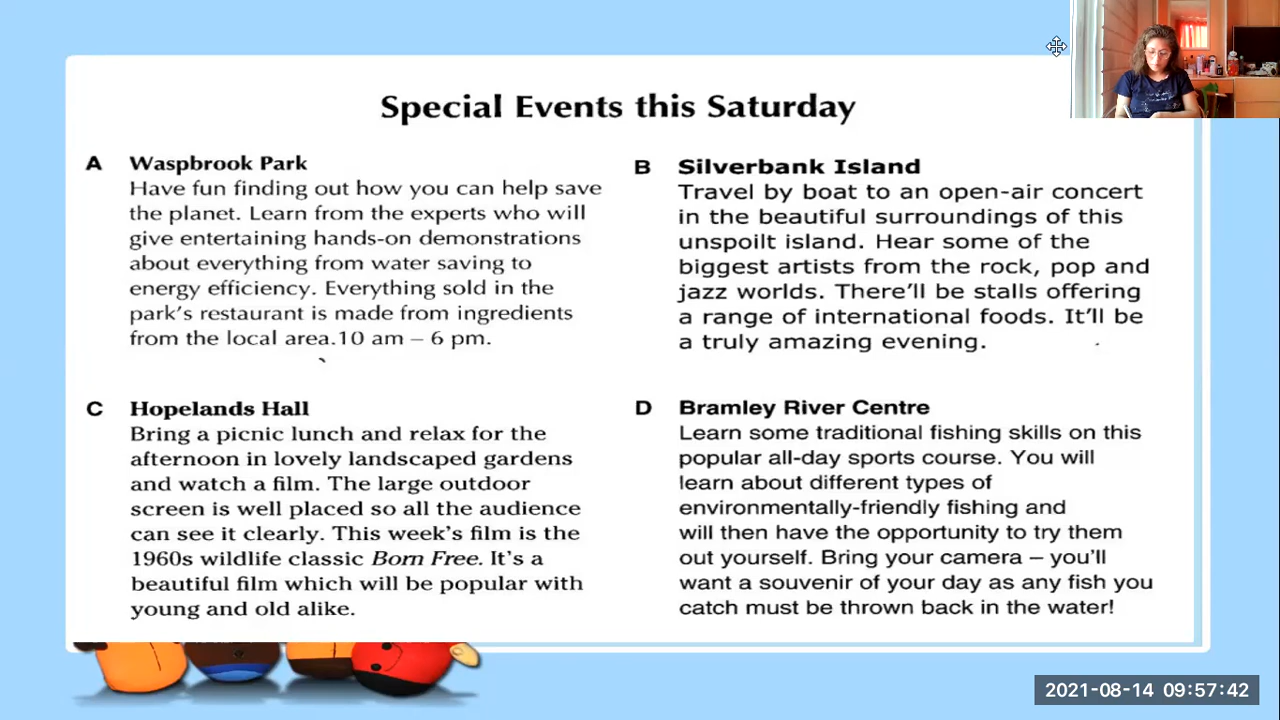 Special Events this Saturday
A Waspbrook Park
Have fun finding out how you can help save
the planet. Learn from the experts who will
give entertaining hands-on demonstrations
about everything from water saving to
energy efficiency. Everything sold in the
park's restaurant is made from ingredients
from the local area.10 am – 6 pm.
B Silverbank Island
Travel by boat to an open-air concert
in the beautiful surroundings of this
unspoilt island. Hear some of the
biggest artists from the rock, pop and
jazz worlds. There'll be stalls offering
a range of international foods. It'll be
a truly amazing evening.
C Hopelands Hall
Bring a picnic lunch and relax for the
afternoon in lovely landscaped gardens
and watch a film. The large outdoor
screen is well placed so all the audience
can see it clearly. This week's film is the
1960s wildlife classic Born Free. It's a
beautiful film which will be popular with
young and old alike.
D Bramley River Centre
Learn some traditional fishing skills on this
popular all-day sports course. You will
learn about different types of
environmentally-friendly fishing and
will then have the opportunity to try them
out yourself. Bring your camera – you'll
want a souvenir of your day as any fish you
catch must be thrown back in the water!
2021-08-14 09:57:42